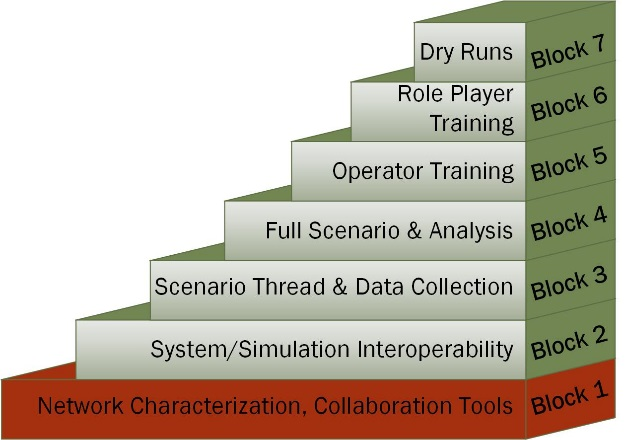 Dry Runs
Block 7
Role Player
Training
Block 6
Operator Training
Block 5
Full Scenario & Analysis
Block 4
Scenario Thread & Data Collection
Block 3
System/Simulation Interoperability
Block 2
Network Characterization, Collaboration Tools
Block 1